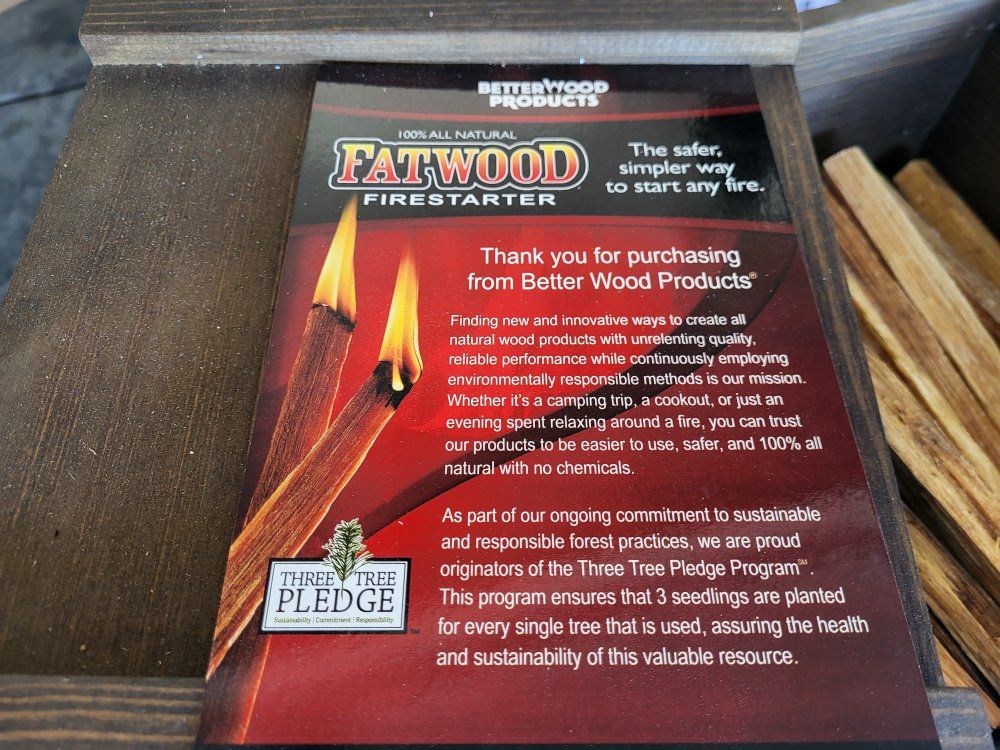 BETTERWOOD
PRODUCTS
100% ALL NATURAL
FATWOOD
FIRESTARTER
The safer,
simpler way
to start any fire.
Thank you for purchasing
from Better Wood Products®
Finding new and innovative ways to create all
natural wood products with unrelenting quality,
reliable performance while continuously employing
environmentally responsible methods is our mission.
Whether it's a camping trip, a cookout, or just an
evening spent relaxing around a fire, you can trust
our products to be easier to use, safer, and 100% all
natural with no chemicals.
As part of our ongoing commitment to sustainable
and responsible forest practices, we are proud
originators of the Three Tree Pledge Program℠.
This program ensures that 3 seedlings are planted
for every single tree that is used, assuring the health
and sustainability of this valuable resource.
THREE TREE
PLEDGE
Sustainability | Commitment | Responsibility